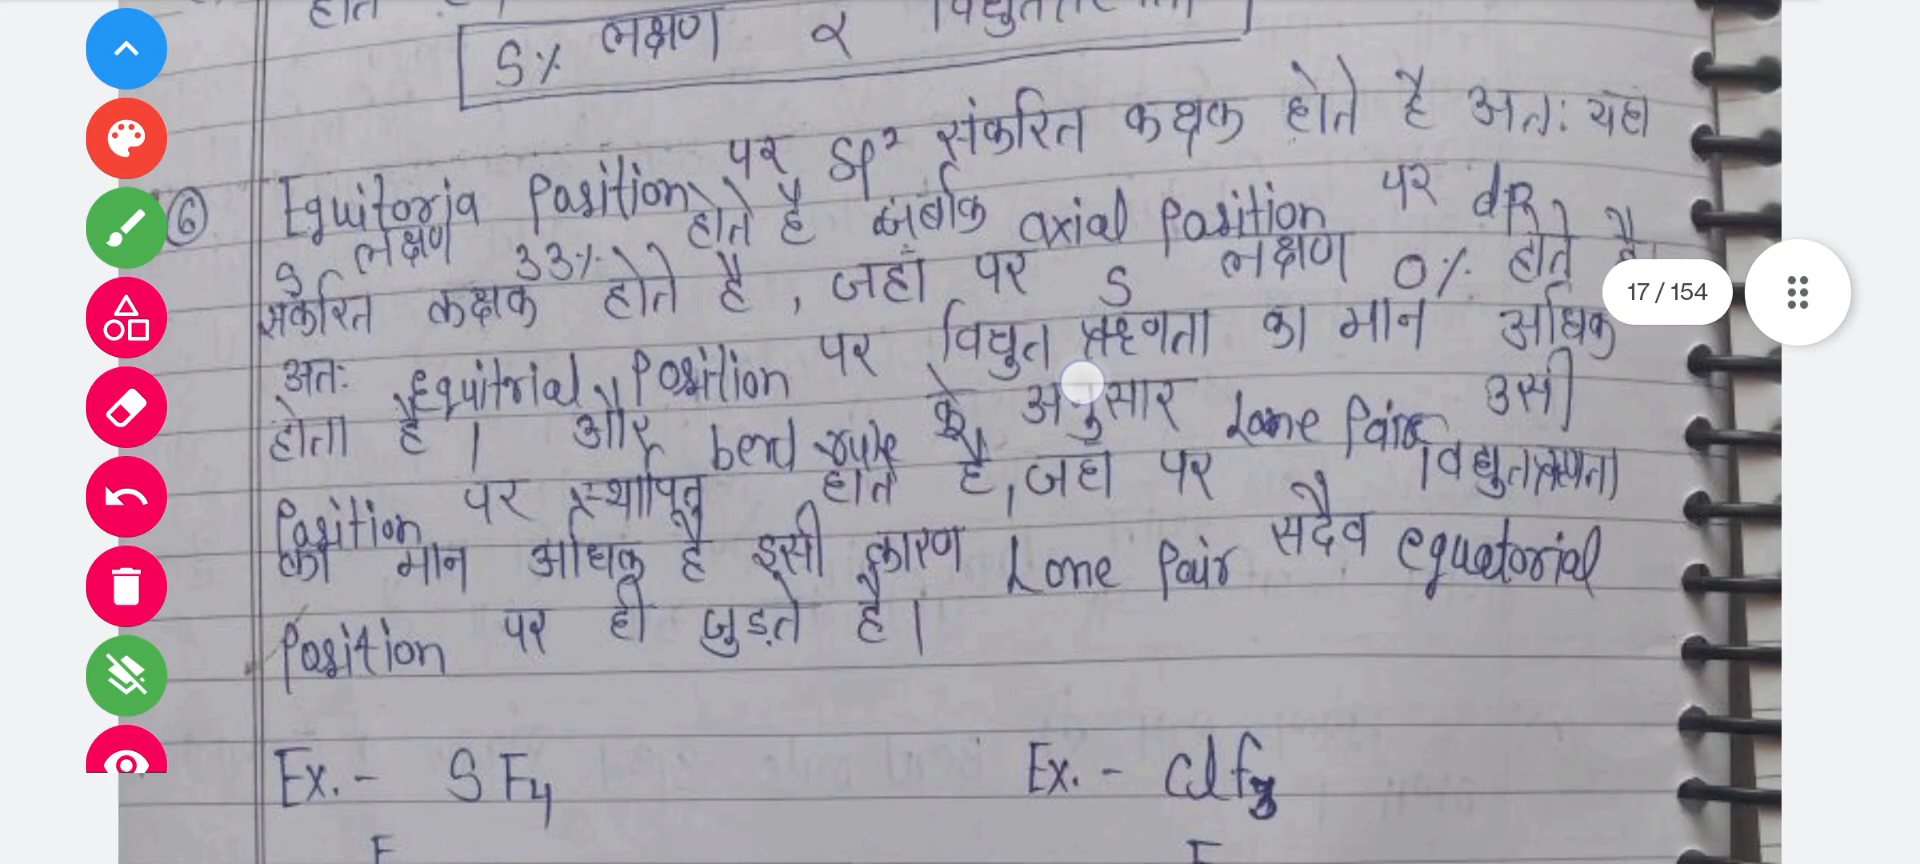 S% लक्षण ∝
⑥ Equitoria Position पर sp² संकरित कक्षक होते है अतः यहा
S लक्षण 33% होते है जबकि axial Position पर dp
संकरित कक्षक होते है, जहाँ पर S लक्षण 0% होते है।
अतः Equitrial Position पर विधुत ऋणता का मान अधिक
होता है। और bend rule के अनुसार Lone Pair उसी
Position पर स्थापित होते है, जहा पर विधुतऋणता
का मान अधिक है इसी कारण Lone Pair सदैव equatorial
Position पर ही जुड़ते है।
Ex.- SF4 Ex.- ClF3
F F
17 / 154